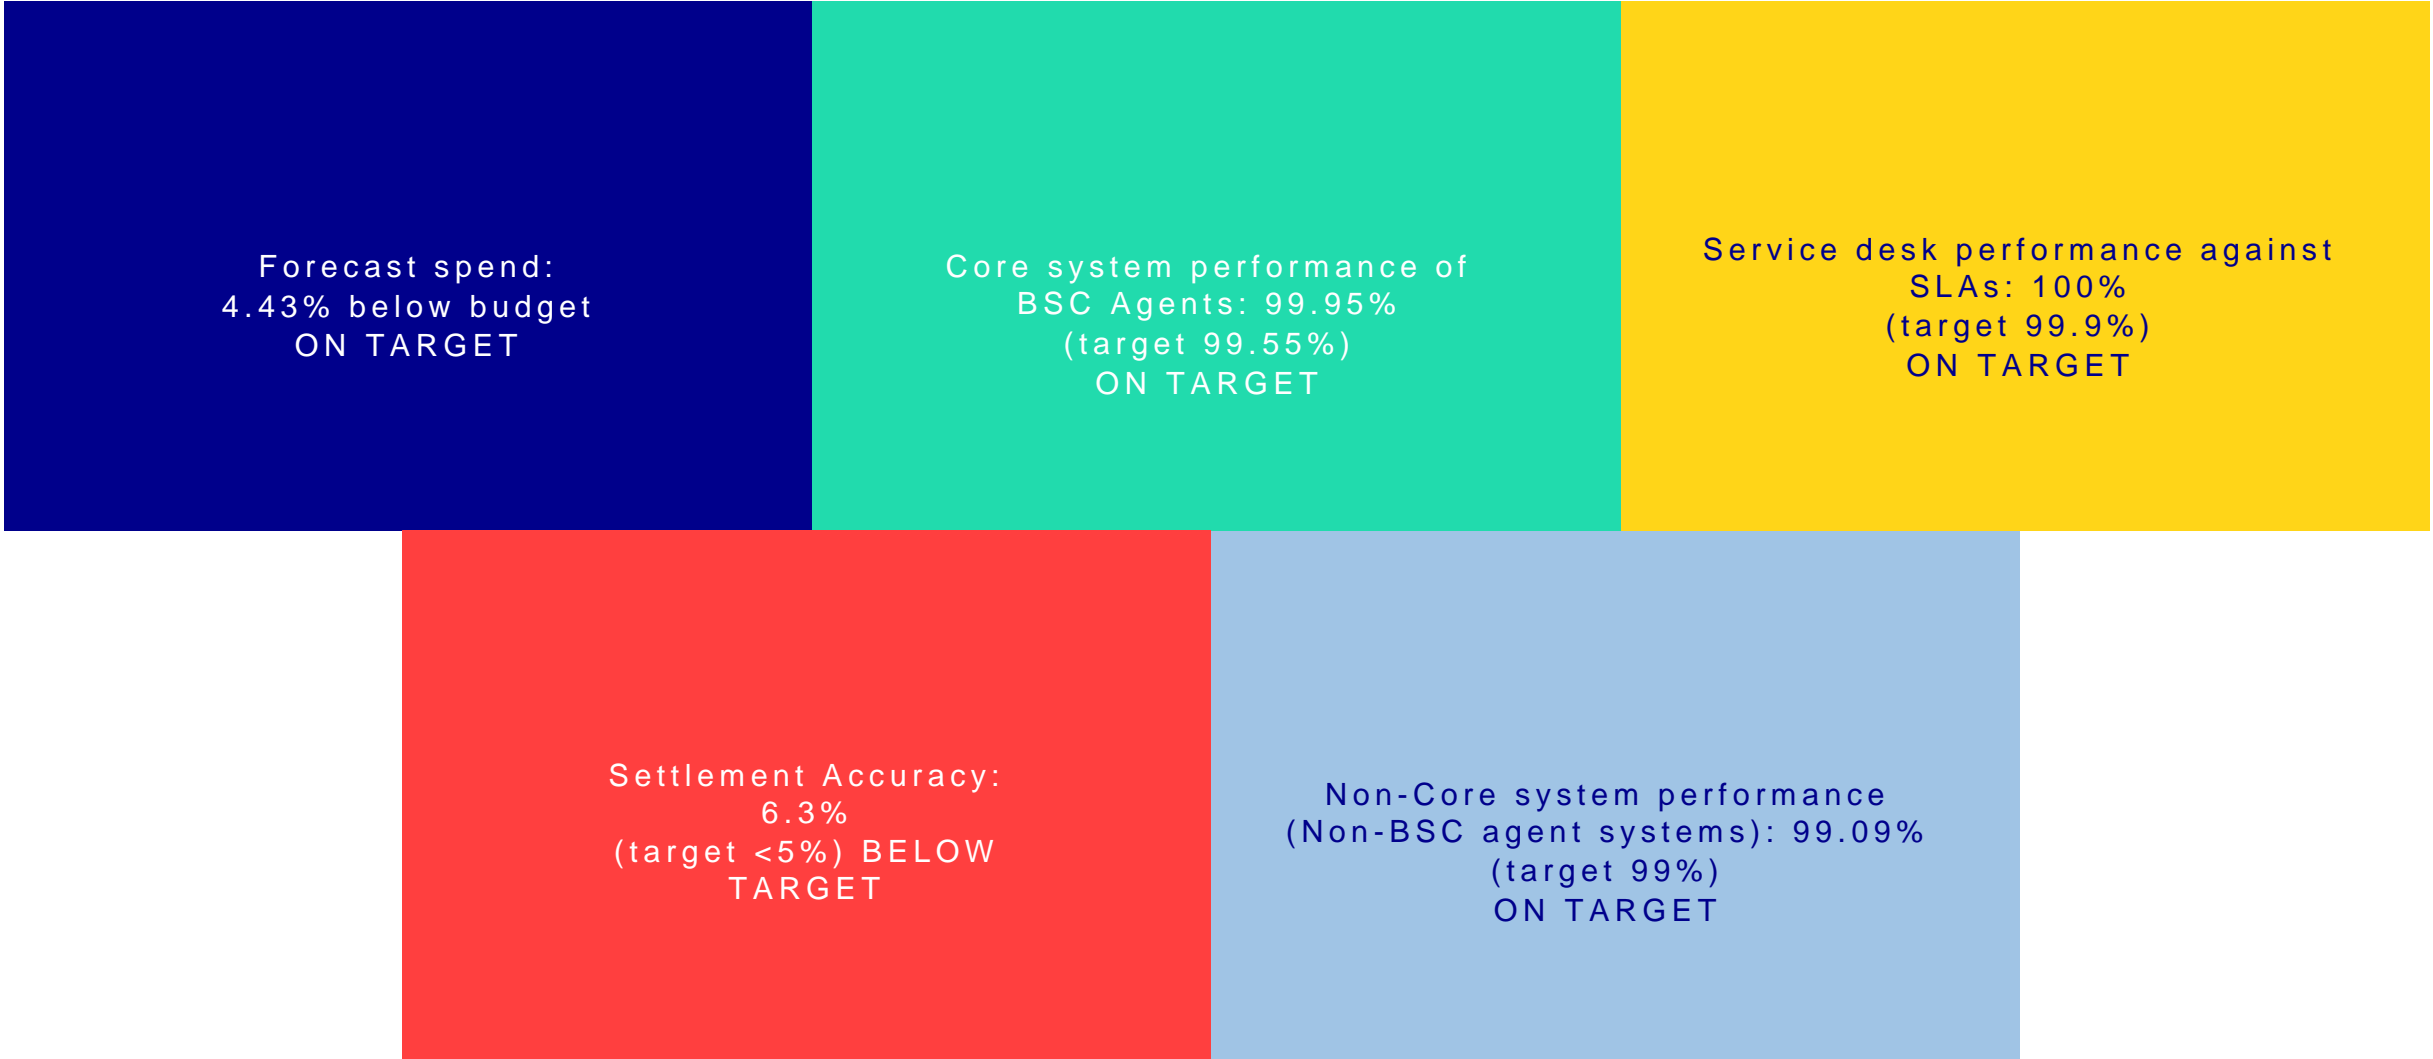 Forecast spend:
4.43% below budget
ON TARGET
Core system performance of
BSC Agents: 99.95%
(target 99.55%)
ON TARGET
Service desk performance against
SLAs: 100%
(target 99.9%)
ON TARGET
Settlement Accuracy:
6.3%
(target <5%) BELOW
TARGET
Non-Core system performance
(Non-BSC agent systems): 99.09%
(target 99%)
ON TARGET